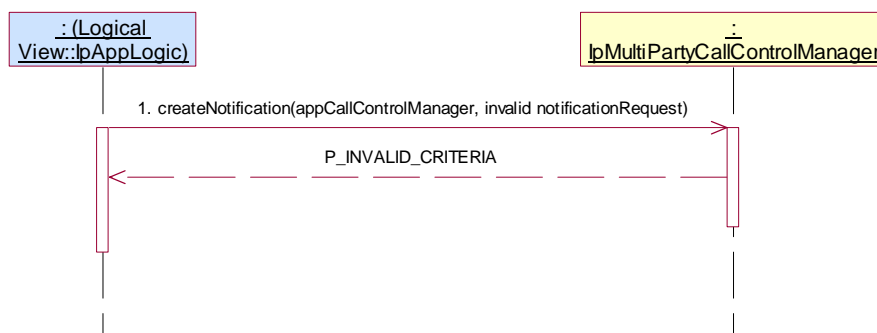 : (Logical
View::IpAppLogic)
:
IpMultiPartyCallControlManager
1. createNotification(appCallControlManager, invalid notificationRequest)
P_INVALID_CRITERIA